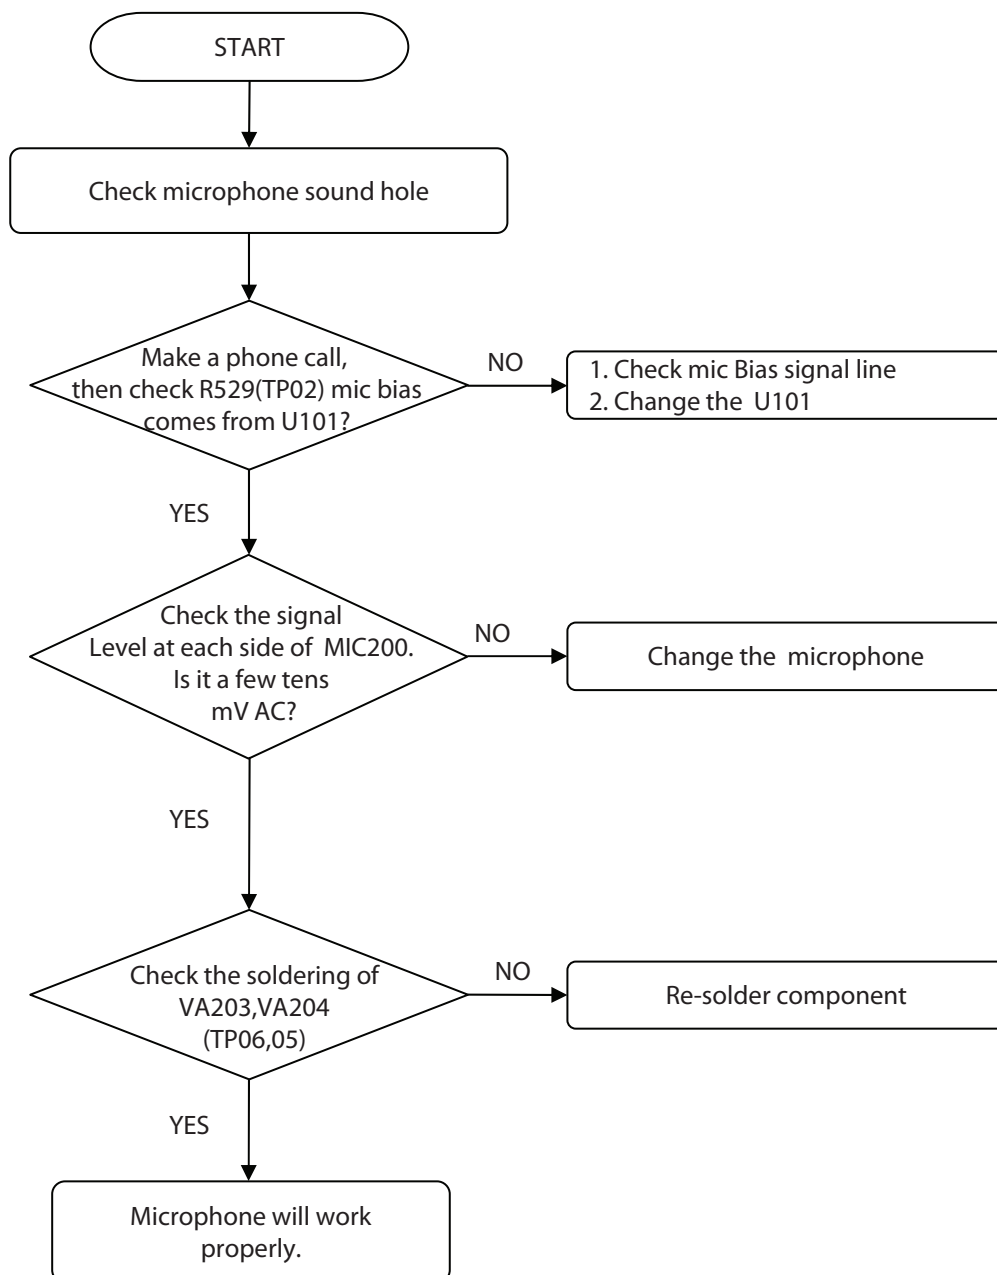 START
Check microphone sound hole
Make a phone call,
then check R529(TP02) mic bias
comes from U101?
NO
1. Check mic Bias signal line
2. Change the U101
YES
Check the signal
Level at each side of MIC200.
Is it a few tens
mV AC?
NO
Change the microphone
YES
Check the soldering of
VA203,VA204
(TP06,05)
NO
Re-solder component
YES
Microphone will work
properly.